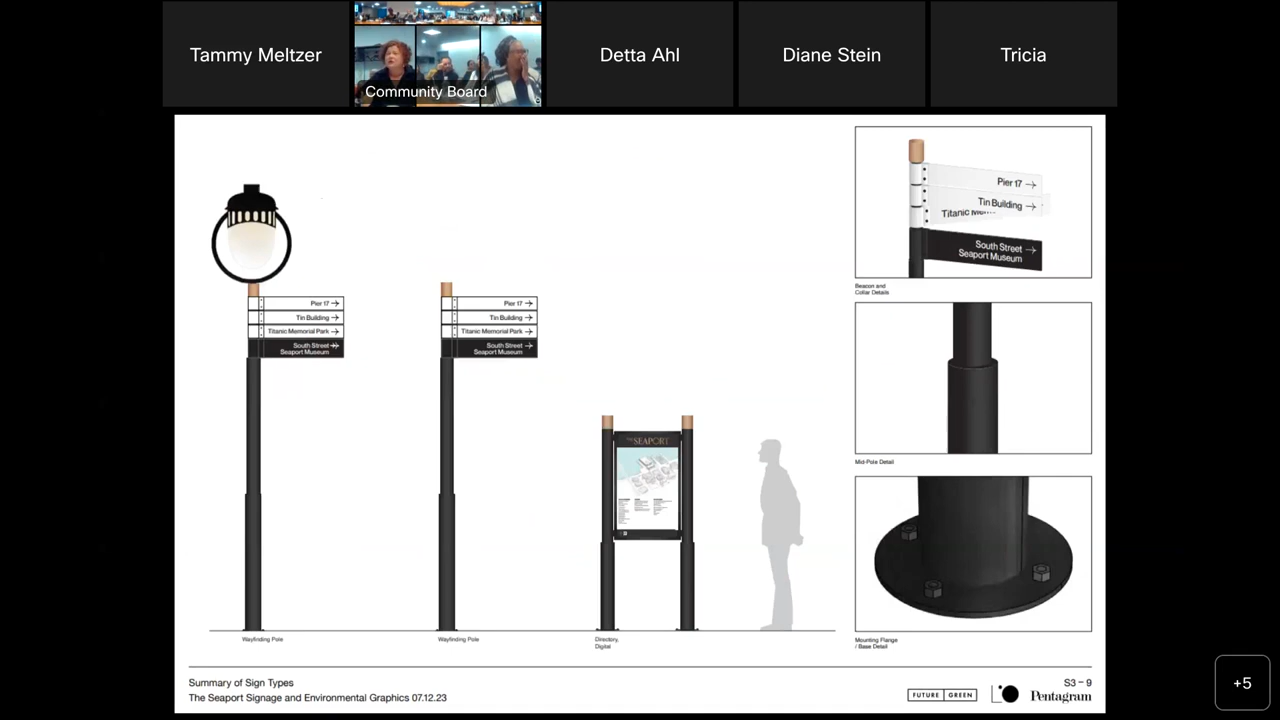 Tammy Meltzer
Community Board
Detta Ahl
Diane Stein
Tricia
Pier 17 →
Tin Building →
Titanic Memorial Park →
South Street →
Seaport Museum
Pier 17 →
Tin Building →
Titanic Memorial Park →
South Street →
Seaport Museum
THE SEAPORT
Wayfinding Pole
Wayfinding Pole
Directory,
Digital
Pier 17 →
Tin Building →
Titanic
South Street →
Seaport Museum
Beacon and
Collar Details
Mid-Pole Detail
Mounting Flange
/ Base Detail
Summary of Sign Types
The Seaport Signage and Environmental Graphics 07.12.23
S3 – 9
FUTURE GREEN
Pentagram
+5